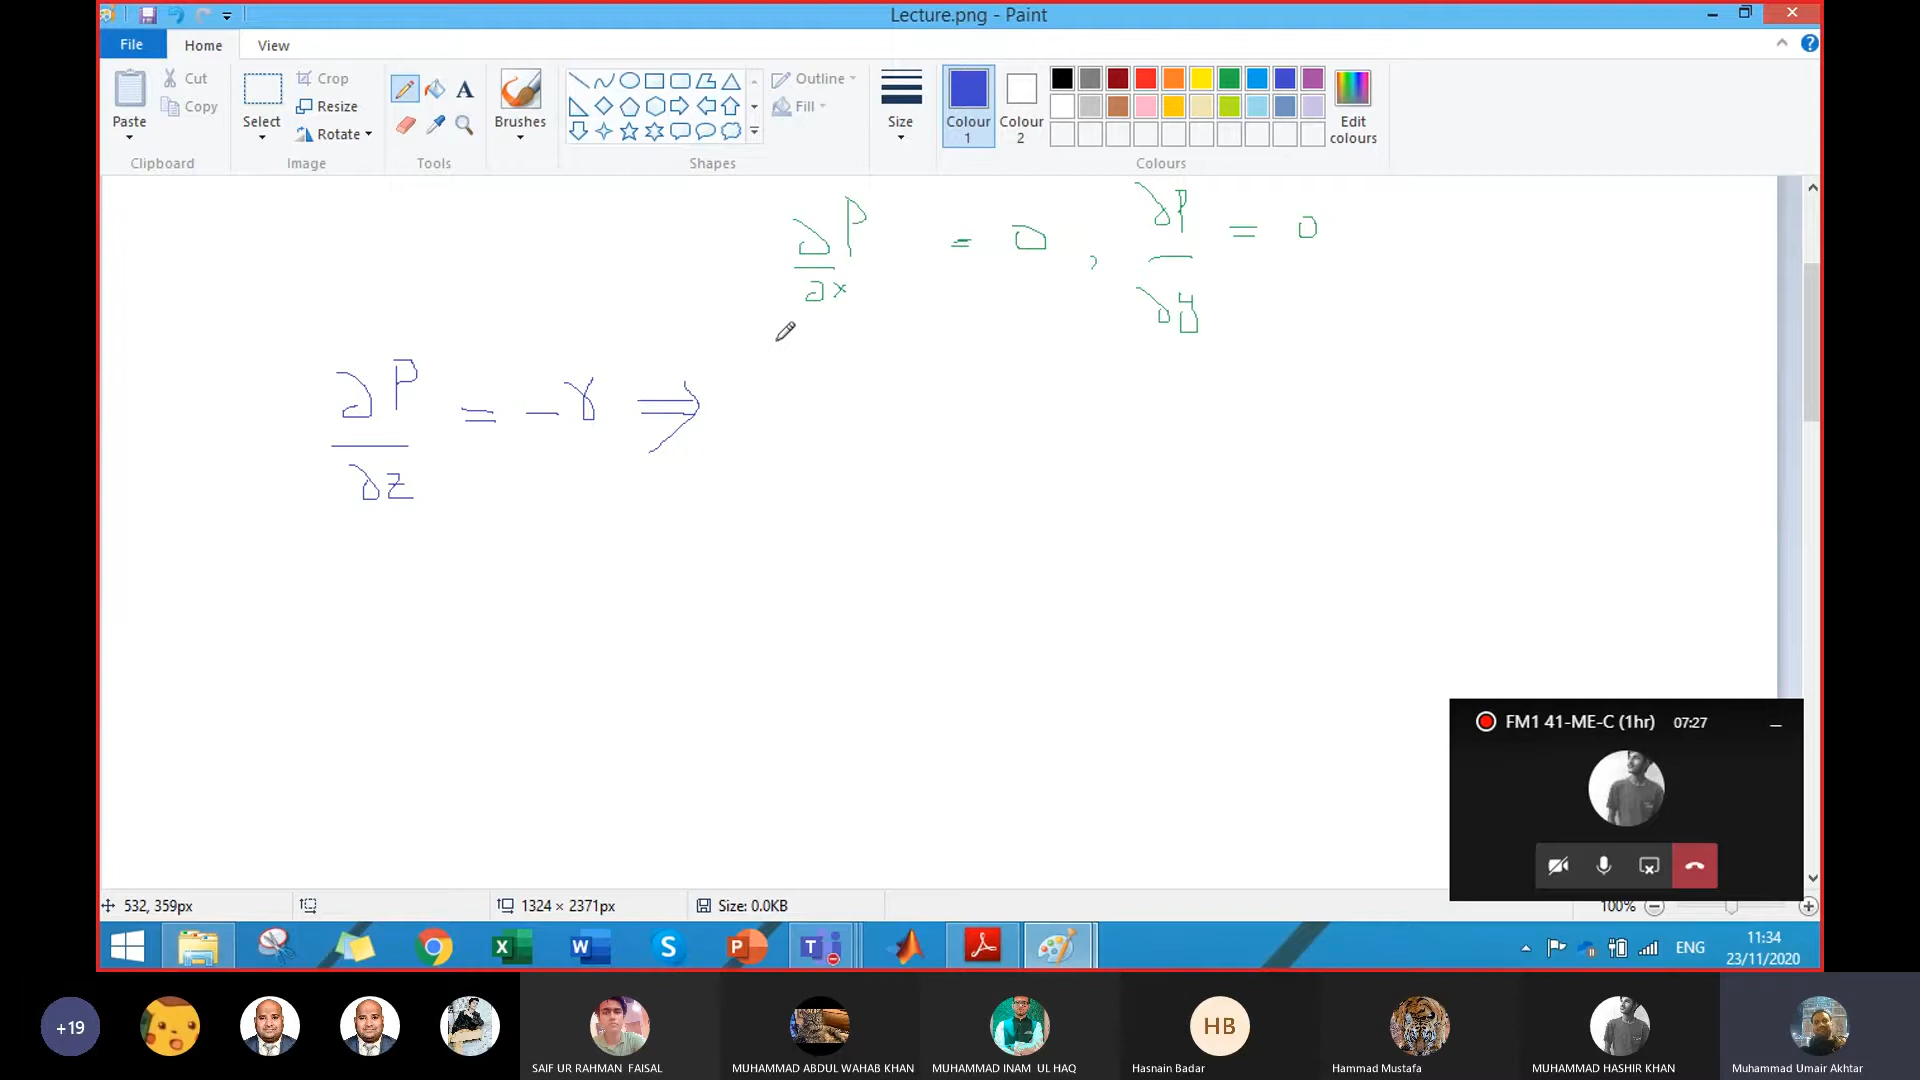 Lecture.png - Paint
File Home View
Paste Cut Copy
Clipboard
Select Crop Resize Rotate
Image
A
Tools
Brushes
Outline Fill
Shapes
Size
Colour 1 Colour 2
Edit colours
Colours
∂P/∂x = 0 , ∂P/∂y = 0
∂P/∂z = -γ ⇒
FM1 41-ME-C (1hr) 07:27
532, 359px 1324 × 2371px Size: 0.0KB 100%
ENG 11:34
23/11/2020
+19 HB
SAIF UR RAHMAN FAISAL MUHAMMAD ABDUL WAHAB KHAN MUHAMMAD INAM UL HAQ Hasnain Badar Hammad Mustafa MUHAMMAD HASHIR KHAN Muhammad Umair Akhtar